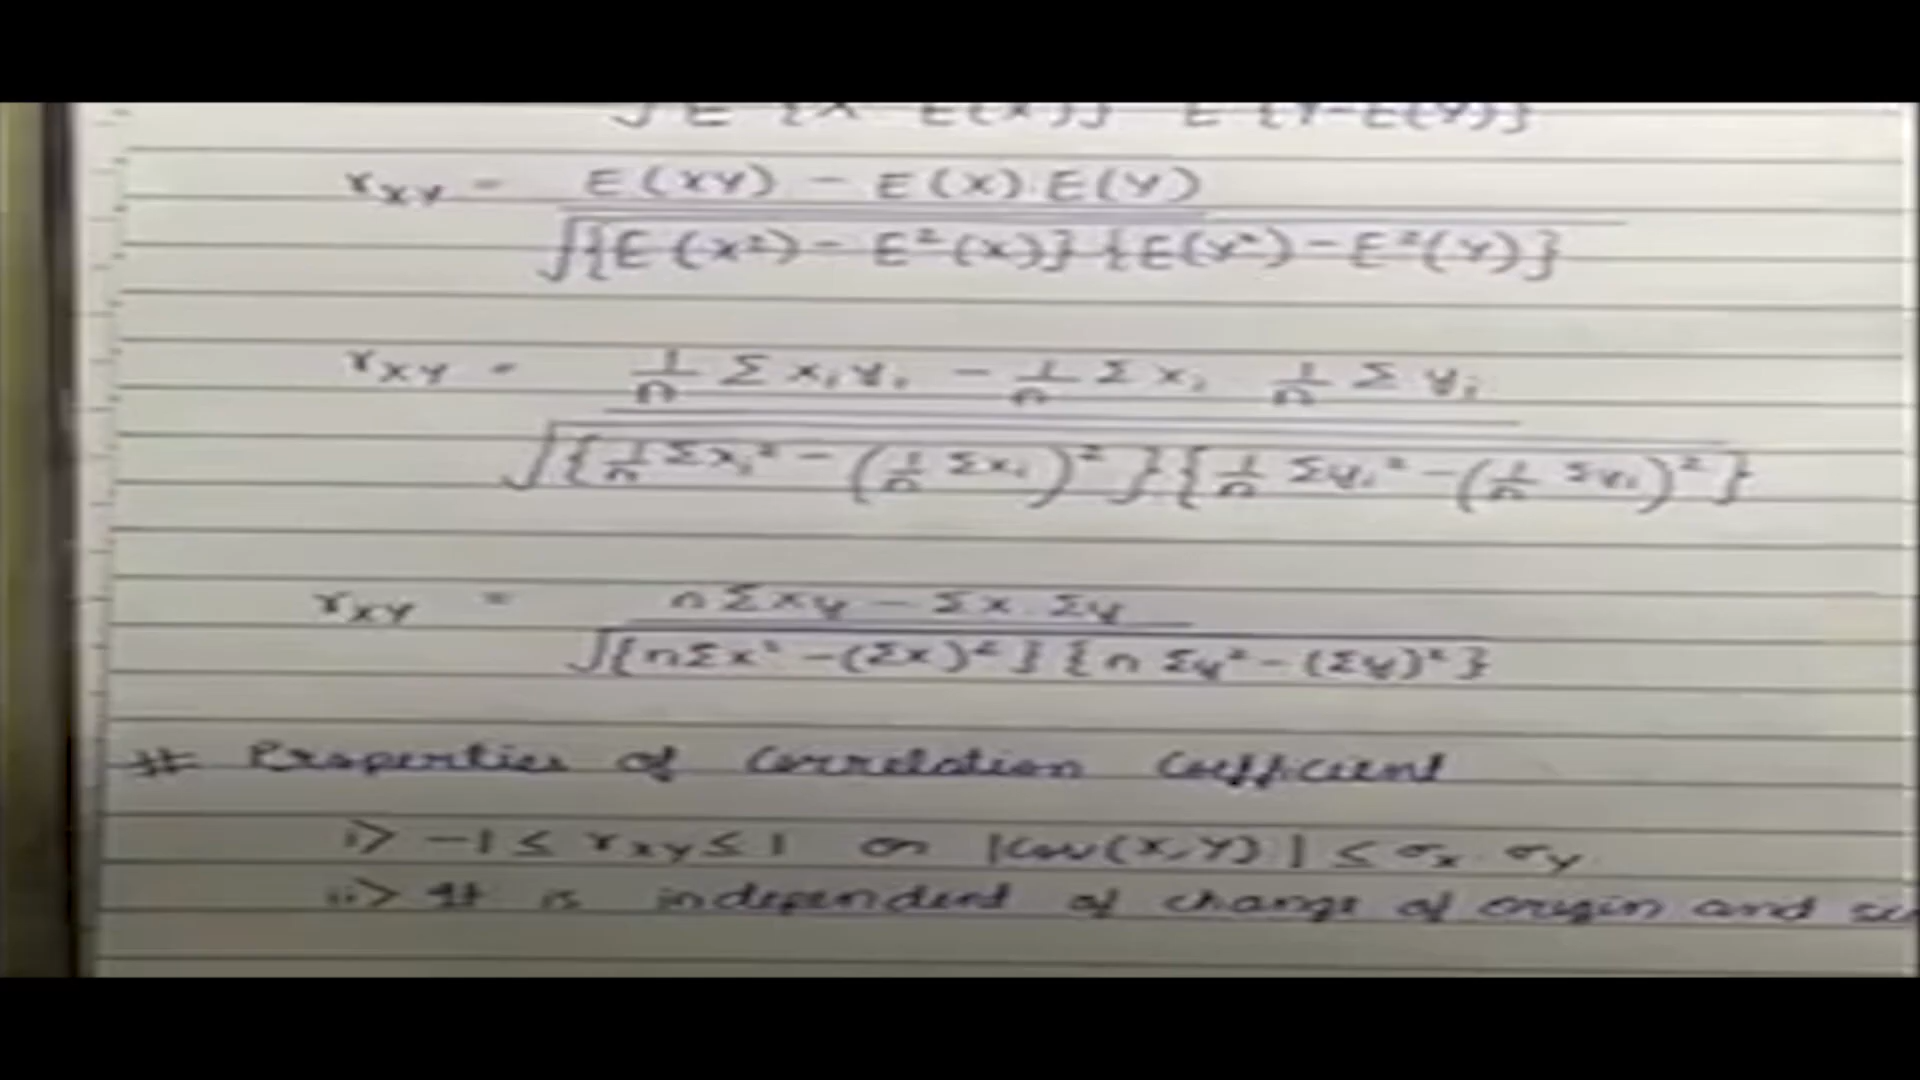 √E {X - E(X)} E {Y-E(Y)}
r_XY = E(XY) - E(X).E(Y)
√{E(X²) - E²(X)} {E(Y²) - E²(Y)}
r_XY = 1/n Σ x_i y_i - 1/n Σ x_i 1/n Σ y_i
√{1/n Σx_i² - (1/n Σx_i)²}{1/n Σy_i² - (1/n Σy_i)²}
r_XY = nΣxy - Σx.Σy
√{nΣx² - (Σx)²} {nΣy² - (Σy)²}
# Properties of Correlation Coefficient
i> -1 ≤ r_XY ≤ 1 or |Cov(X,Y)| ≤ σ_x . σ_y
ii> It is independent of change of origin and